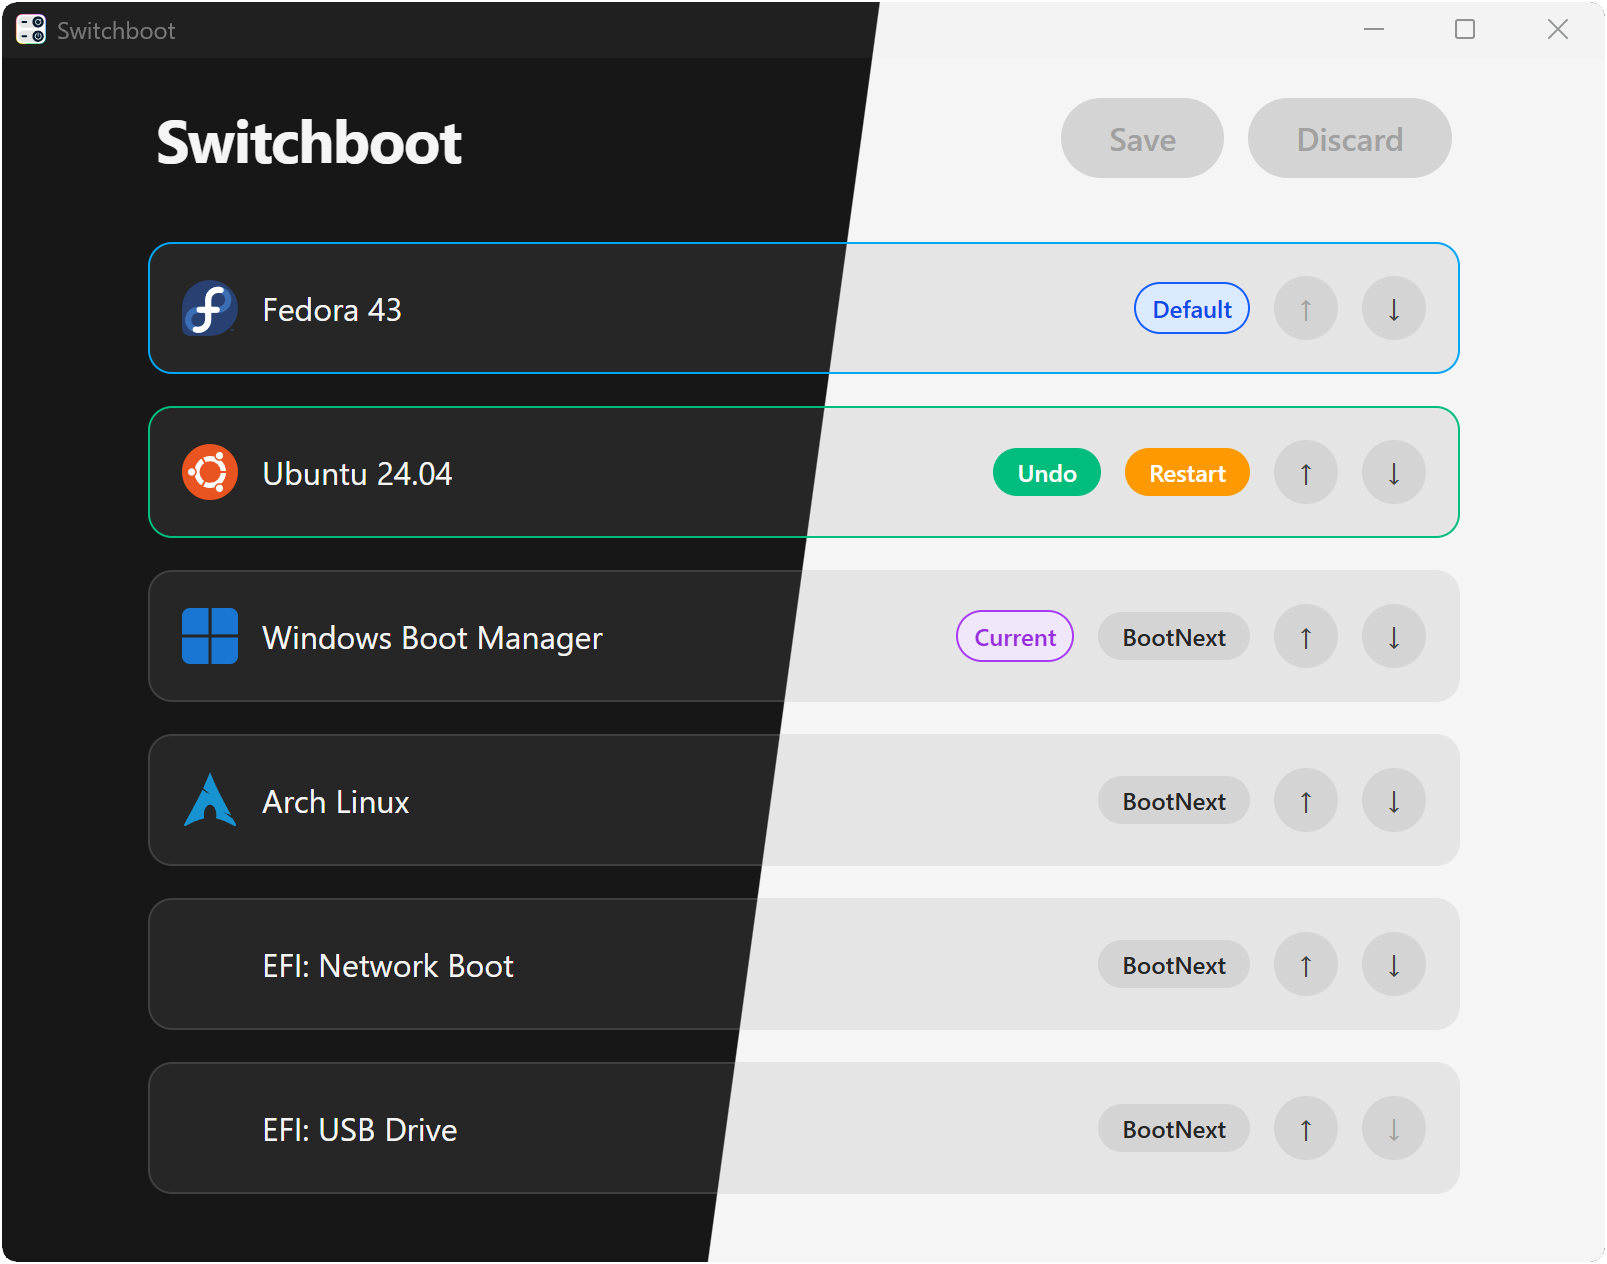 Switchboot
Switchboot
Save Discard
Fedora 43 Default ↑ ↓
Ubuntu 24.04 Undo Restart ↑ ↓
Windows Boot Manager Current BootNext ↑ ↓
Arch Linux BootNext ↑ ↓
EFI: Network Boot BootNext ↑ ↓
EFI: USB Drive BootNext ↑ ↓